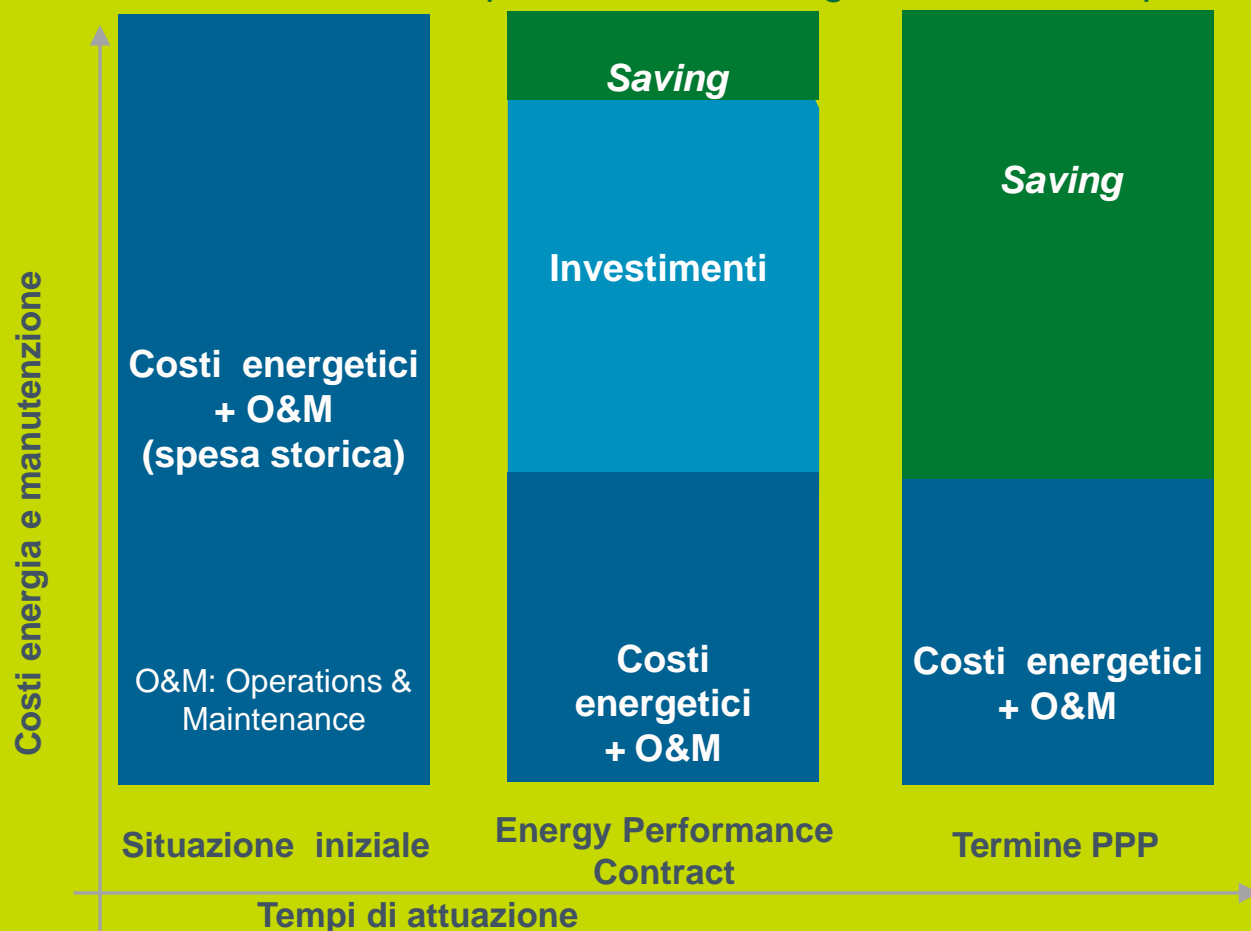 Saving
Saving
Investimenti
Costi energetici
+ O&M
(spesa storica)
O&M: Operations &
Maintenance
Costi
energetici
+ O&M
Costi energetici
+ O&M
Costi energia e manutenzione
Situazione iniziale
Energy Performance
Contract
Termine PPP
Tempi di attuazione